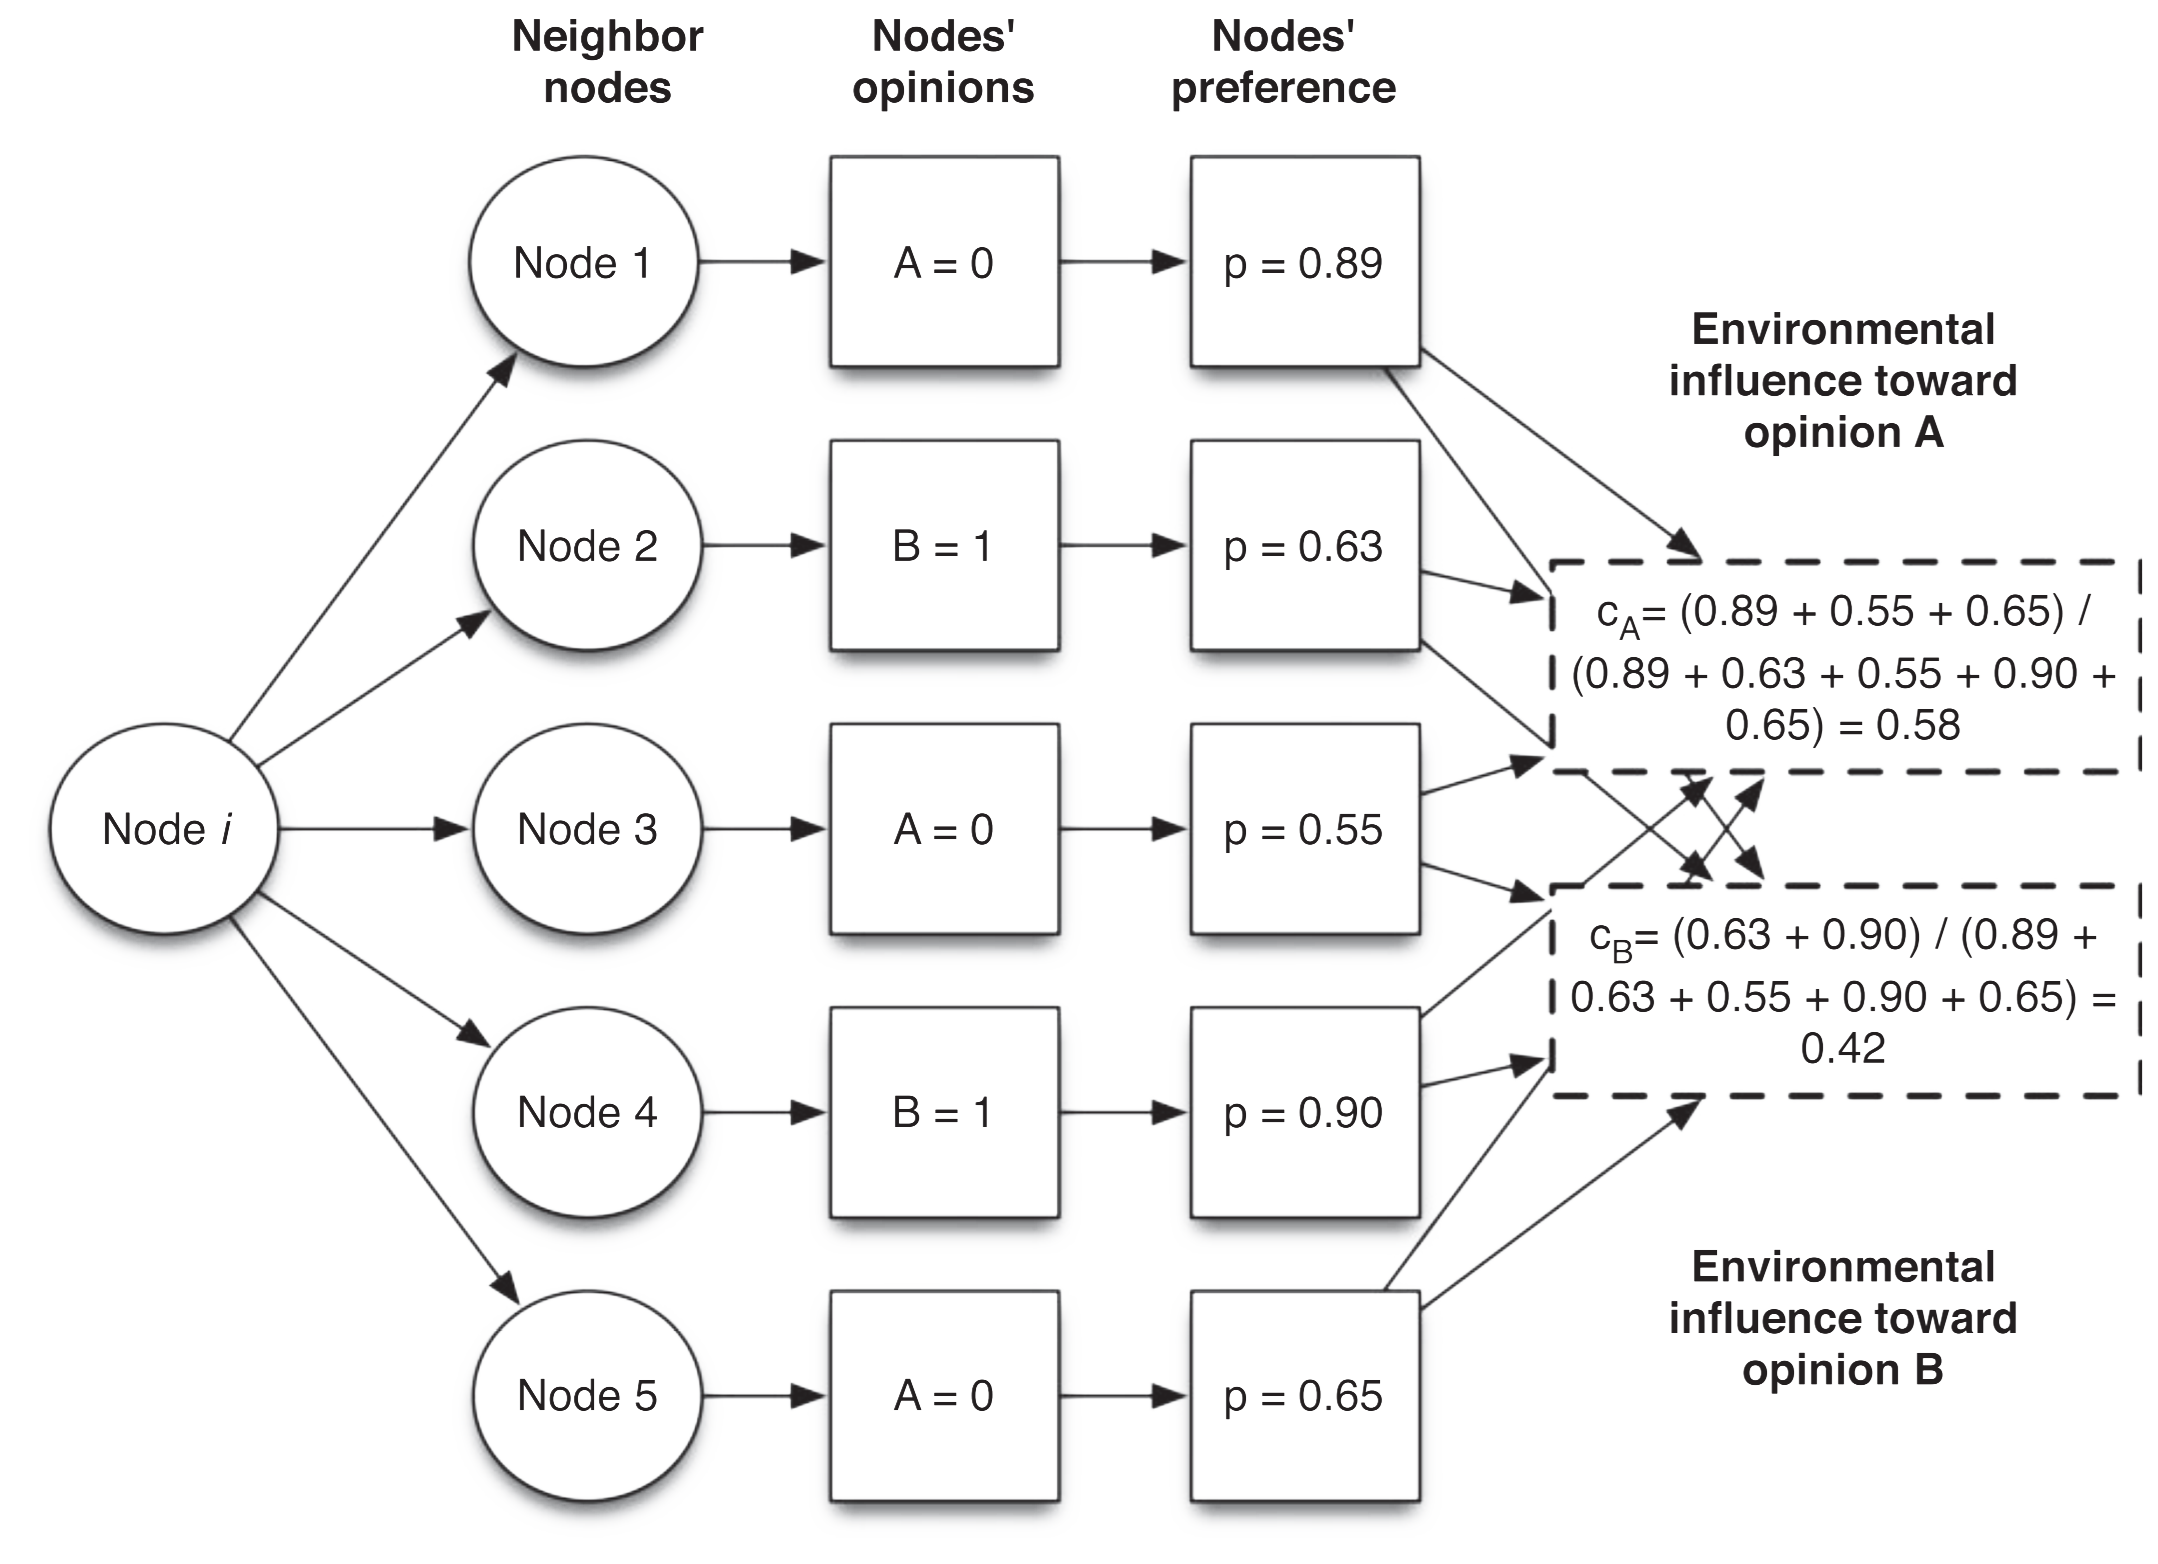 Neighbor
nodes
Nodes'
opinions
Nodes'
preference
Node 1
A = 0
p = 0.89
Environmental
influence toward
opinion A
Node 2
B = 1
p = 0.63
cA= (0.89 + 0.55 + 0.65) /
(0.89 + 0.63 + 0.55 + 0.90 +
0.65) = 0.58
Node i
Node 3
A = 0
p = 0.55
cB= (0.63 + 0.90) / (0.89 +
0.63 + 0.55 + 0.90 + 0.65) =
0.42
Node 4
B = 1
p = 0.90
Environmental
influence toward
opinion B
Node 5
A = 0
p = 0.65